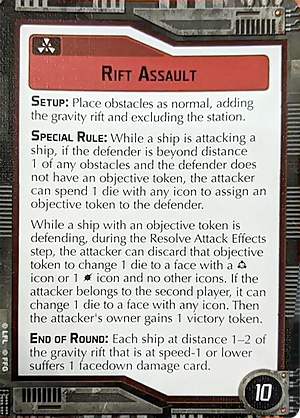 RIFT ASSAULT
SETUP: Place obstacles as normal, adding
the gravity rift and excluding the station.
SPECIAL RULE: While a ship is attacking a
ship, if the defender is beyond distance
1 of any obstacles and the defender does
not have an objective token, the attacker
can spend 1 die with any icon to assign an
objective token to the defender.
While a ship with an objective token is
defending, during the Resolve Attack Effects
step, the attacker can discard that objective
token to change 1 die to a face with a
icon or 1 icon and no other icons. If the
attacker belongs to the second player, it can
change 1 die to a face with any icon. Then
the attacker's owner gains 1 victory token.
END OF ROUND: Each ship at distance 1–2 of
the gravity rift that is at speed-1 or lower
suffers 1 facedown damage card.
© LFL © FFG
10